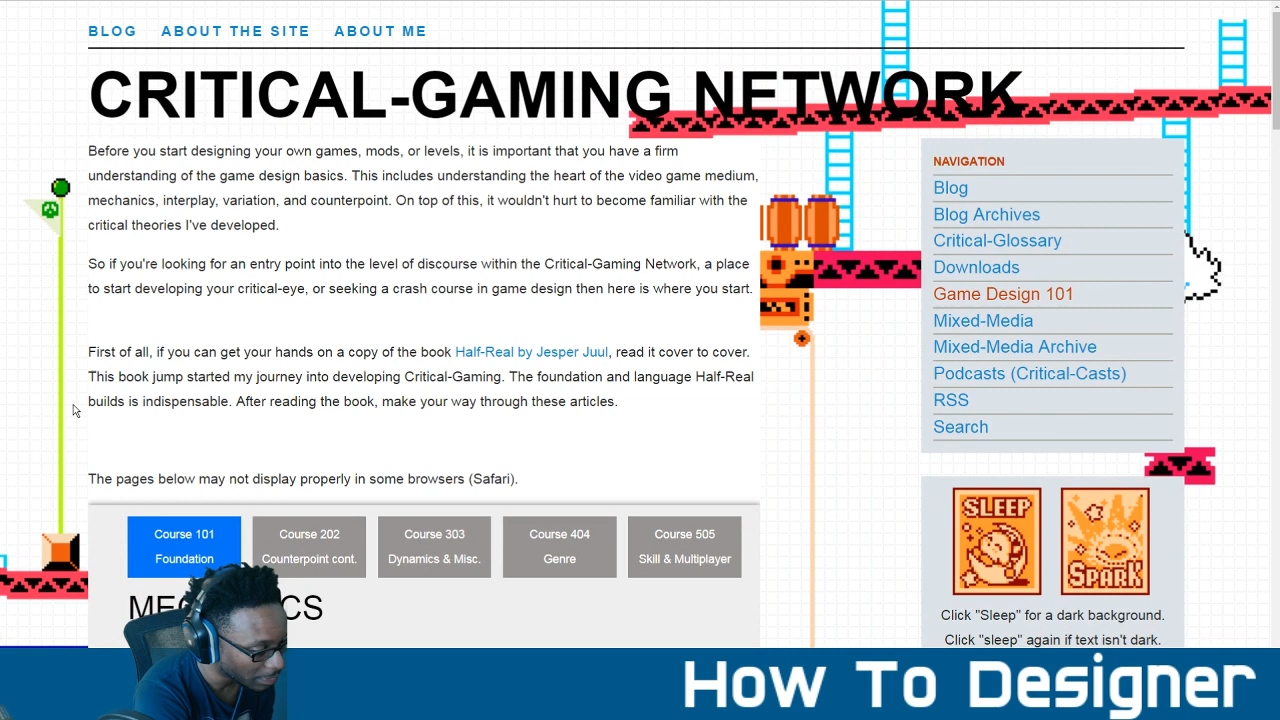 BLOG ABOUT THE SITE ABOUT ME
CRITICAL-GAMING NETWORK
Before you start designing your own games, mods, or levels, it is important that you have a firm
understanding of the game design basics. This includes understanding the heart of the video game medium,
mechanics, interplay, variation, and counterpoint. On top of this, it wouldn't hurt to become familiar with the
critical theories I've developed.
So if you're looking for an entry point into the level of discourse within the Critical-Gaming Network, a place
to start developing your critical-eye, or seeking a crash course in game design then here is where you start.
First of all, if you can get your hands on a copy of the book Half-Real by Jesper Juul, read it cover to cover.
This book jump started my journey into developing Critical-Gaming. The foundation and language Half-Real
builds is indispensable. After reading the book, make your way through these articles.
The pages below may not display properly in some browsers (Safari).
Course 101
Foundation
Course 202
Counterpoint cont.
Course 303
Dynamics & Misc.
Course 404
Genre
Course 505
Skill & Multiplayer
NAVIGATION
Blog
Blog Archives
Critical-Glossary
Downloads
Game Design 101
Mixed-Media
Mixed-Media Archive
Podcasts (Critical-Casts)
RSS
Search
SLEEP
SPARK
Click "Sleep" for a dark background.
Click "sleep" again if text isn't dark.
How To Designer